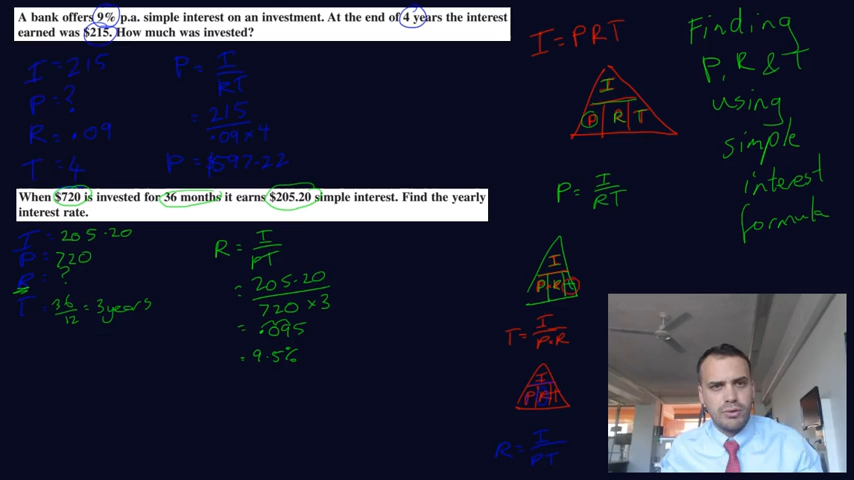 A bank offers 9% p.a. simple interest on an investment. At the end of 4 years the interest
earned was $215. How much was invested?
I = 215
P = ?
R = .09
T = 4
P = I
RT
= 215
.09 × 4
P = $597.22
When $720 is invested for 36 months it earns $205.20 simple interest. Find the yearly
interest rate.
I = 205.20
P = 720
R = ?
T = 36
12 = 3 years
R = I
PT
= 205.20
720 × 3
= .095
= 9.5%
I = PRT
I
P R T
P = I
RT
I
P R T
T = I
P.R
I
P R T
R = I
PT
Finding
P, R & T
using
simple
interest
formula